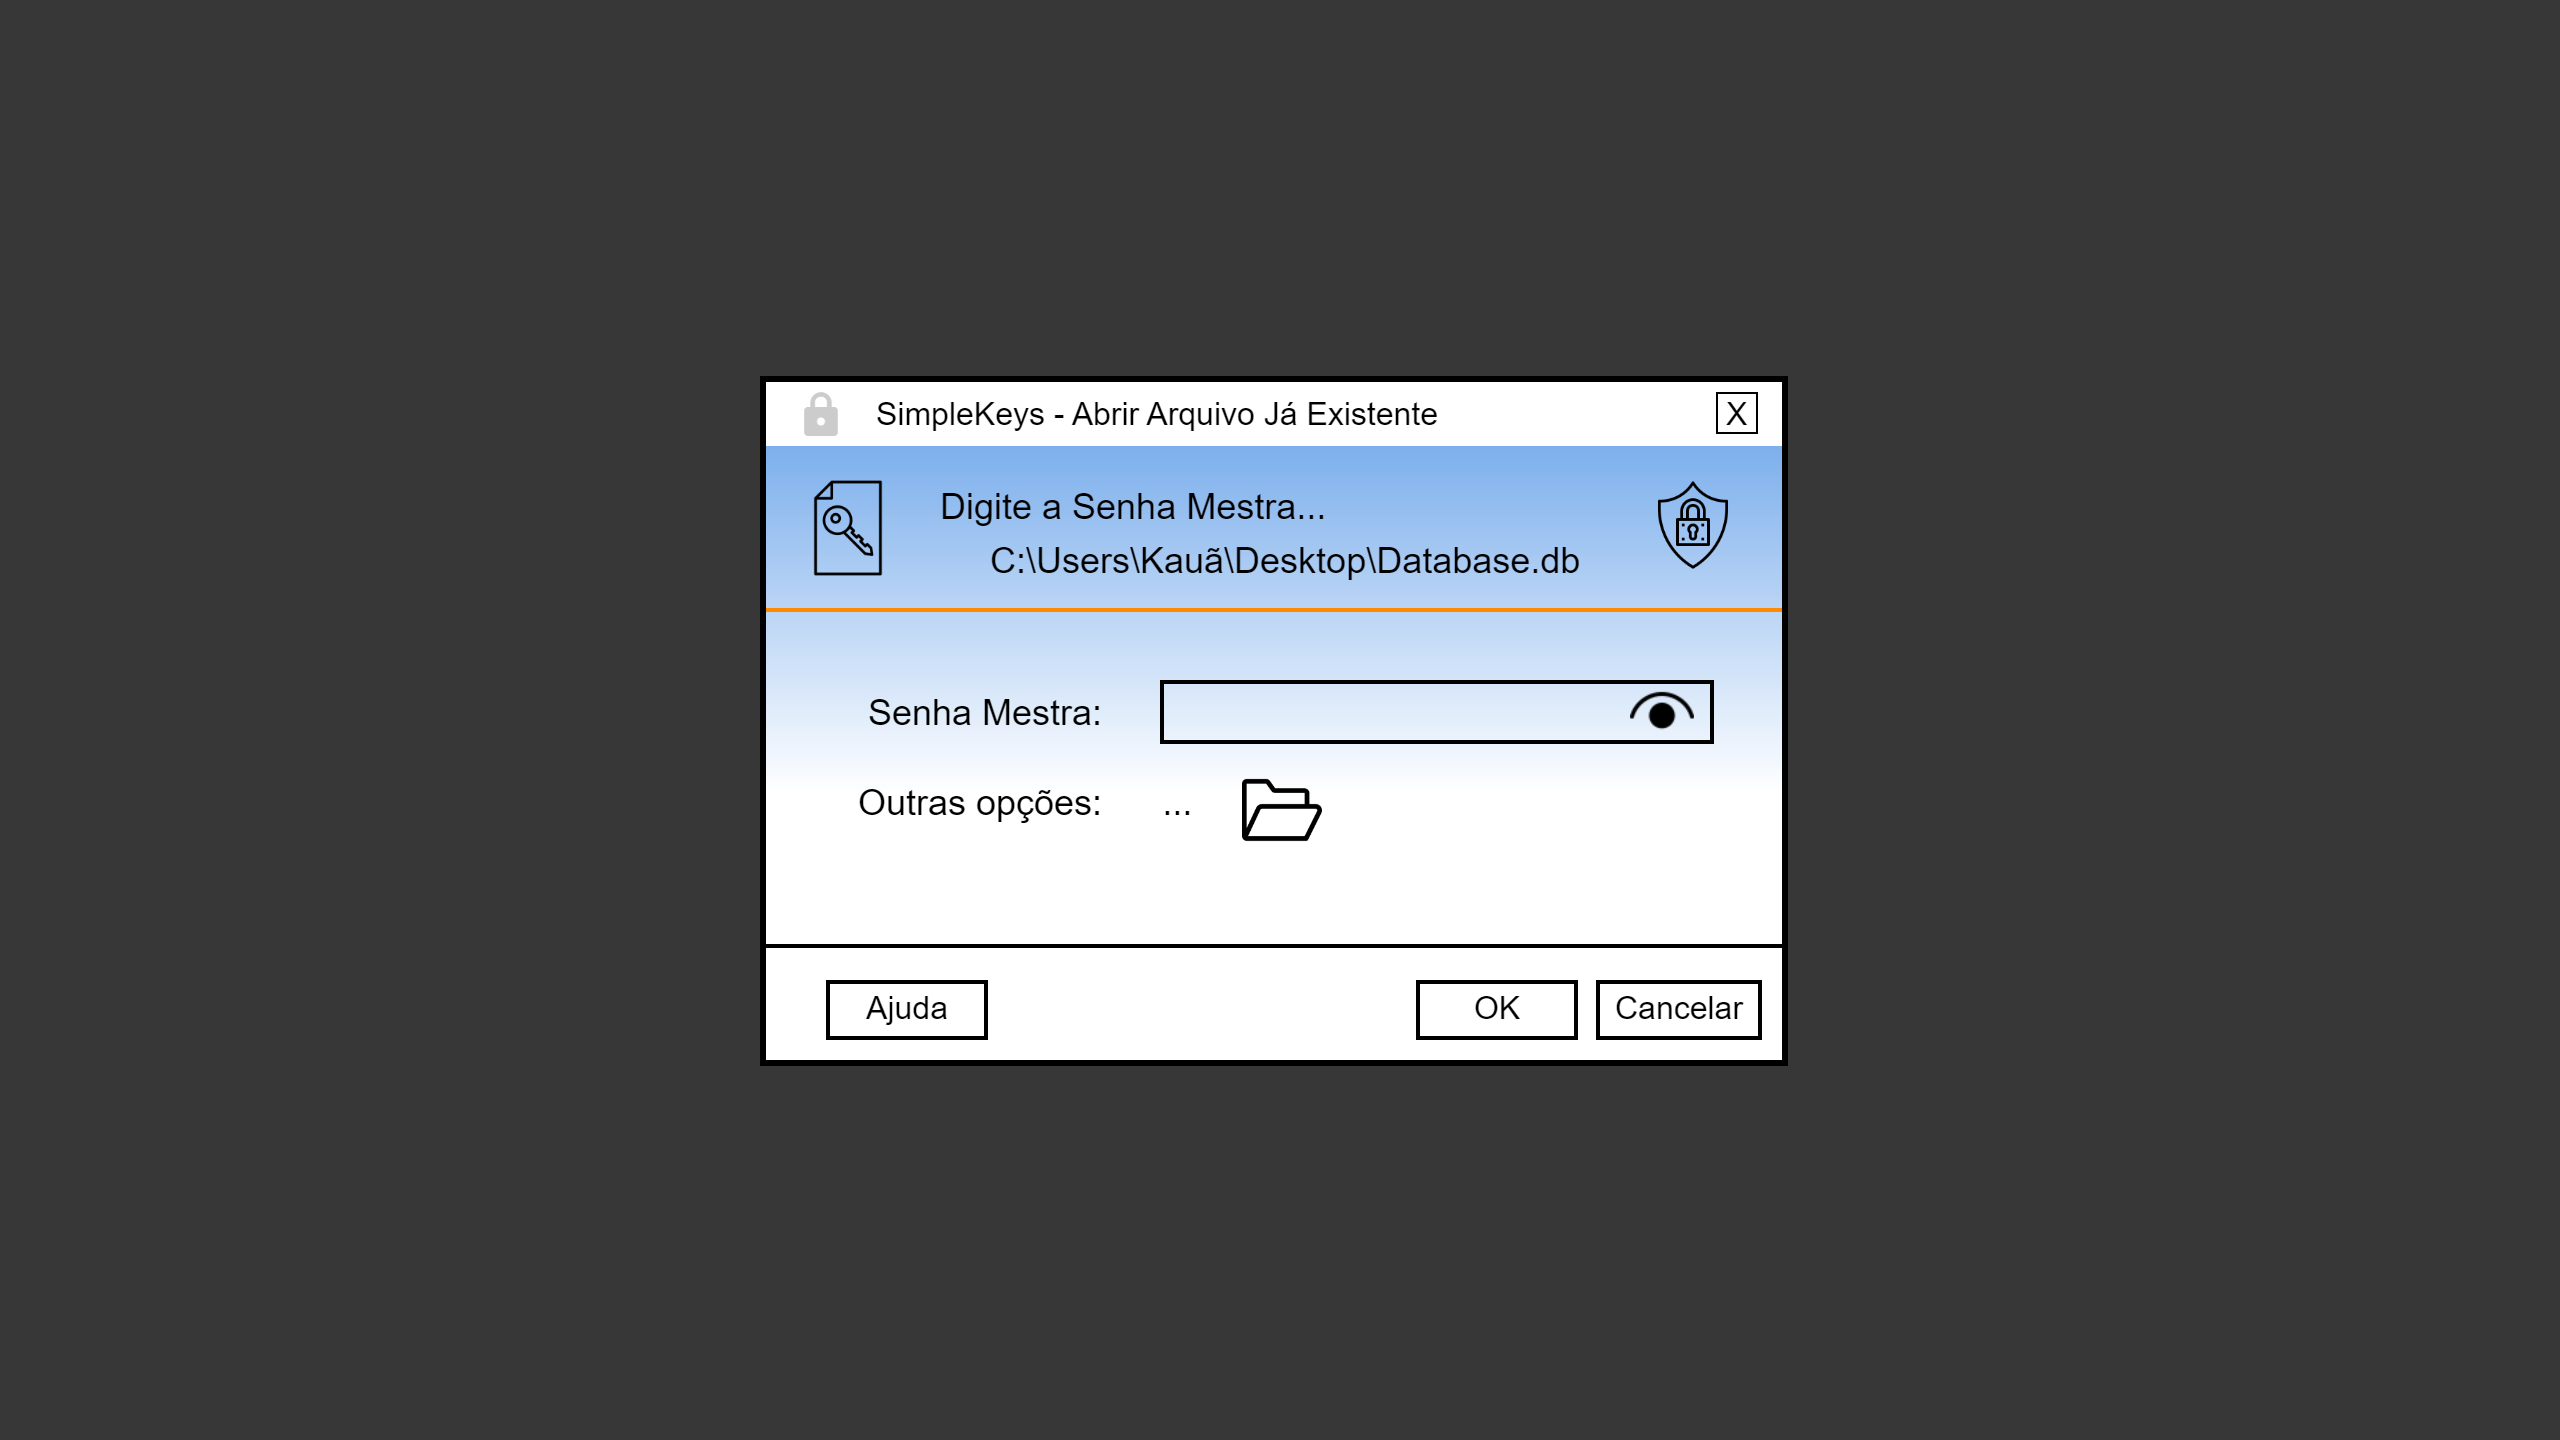 SimpleKeys - Abrir Arquivo Já Existente
X
Digite a Senha Mestra...
C:\Users\Kauã\Desktop\Database.db
Senha Mestra:
Outras opções: ...
Ajuda
OK
Cancelar